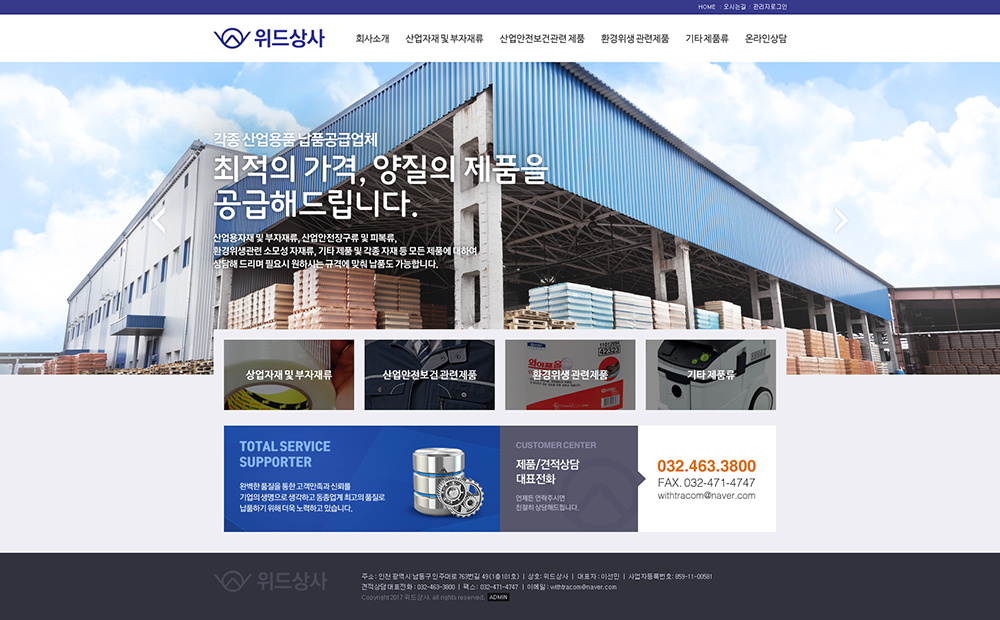 HOME | 오시는길 | 관리자로그인
위드상사
회사소개 산업자재 및 부자재류 산업안전보건관련 제품 환경위생 관련제품 기타 제품류 온라인상담
각종 산업용품 납품공급업체
최적의 가격, 양질의 제품을
공급해드립니다.
산업용자재 및 부자재류, 산업안전장구류 및 피복류,
환경위생관련 소모성 자재류, 기타 제품 및 각종 자재 등 모든 제품에 대하여
상담해 드리며 필요시 원하시는 규격에 맞춰 납품도 가능합니다.
상업자재 및 부자재류
산업안전보건 관련제품
환경위생 관련제품
기타 제품류
42323
TOTAL SERVICE
SUPPORTER
완벽한 품질을 통한 고객만족과 신뢰를
기업의 생명으로 생각하고 동종업계 최고의 품질로
납품하기 위해 더욱 노력하고 있습니다.
CUSTOMER CENTER
제품/견적상담
대표전화
언제든 연락주시면
친절히 상담해드립니다.
032.463.3800
FAX. 032-471-4747
withtracom@naver.com
위드상사
주소 : 인천 광역시 남동구 인주대로 763번길 49 (1층101호) | 상호: 위드상사 | 대표자 : 이선민 | 사업자등록번호: 859-11-00581
견적상담 대표전화 : 032-463-3800 | 팩스 : 032-471-4747 | 이메일 : withtracom@naver.com
Copyright 2017 위드상사. all rights reserved. ADMIN